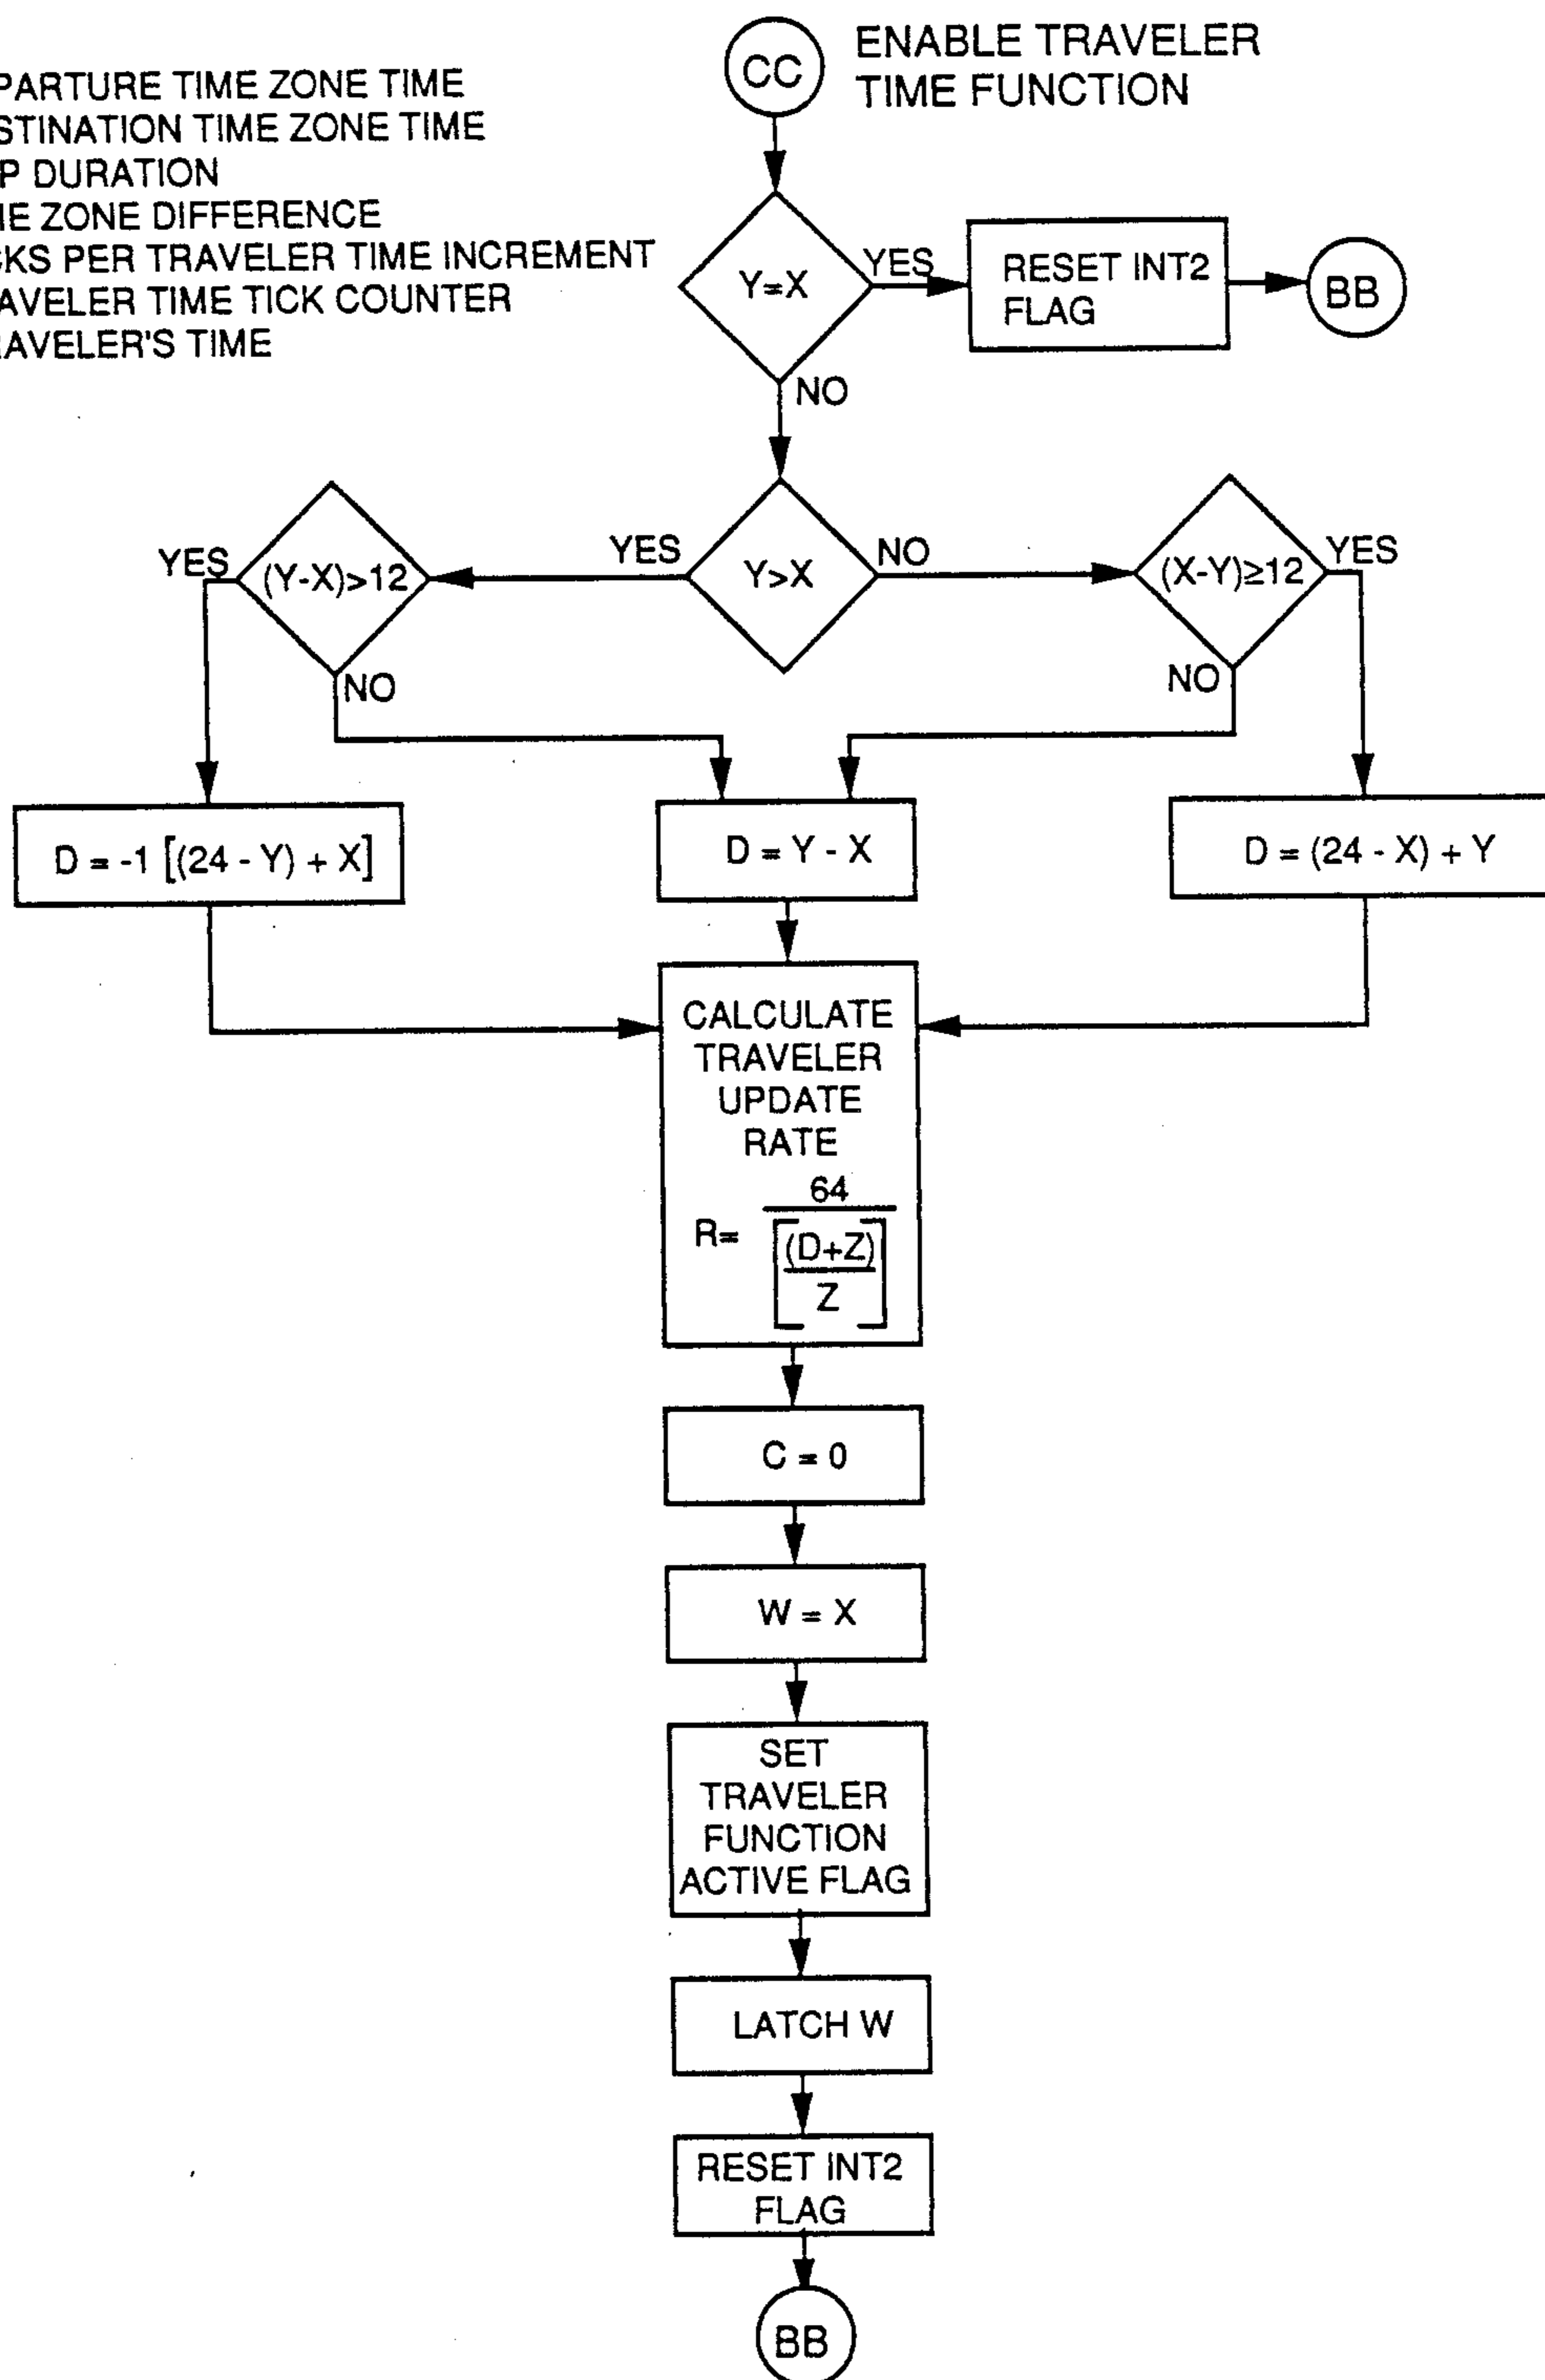 CC
ENABLE TRAVELER
TIME FUNCTION
PARTURE TIME ZONE TIME
STINATION TIME ZONE TIME
P DURATION
ME ZONE DIFFERENCE
CKS PER TRAVELER TIME INCREMENT
AVELER TIME TICK COUNTER
RAVELER'S TIME
Y=X
YES
RESET INT2
FLAG
BB
NO
YES
(Y-X)>12
YES
Y>X
NO
(X-Y)≥12
YES
NO
NO
D = -1 [(24 - Y) + X]
D = Y - X
D = (24 - X) + Y
CALCULATE
TRAVELER
UPDATE
RATE
64
R=
(D+Z)
Z
C = 0
W = X
SET
TRAVELER
FUNCTION
ACTIVE FLAG
LATCH W
RESET INT2
FLAG
BB